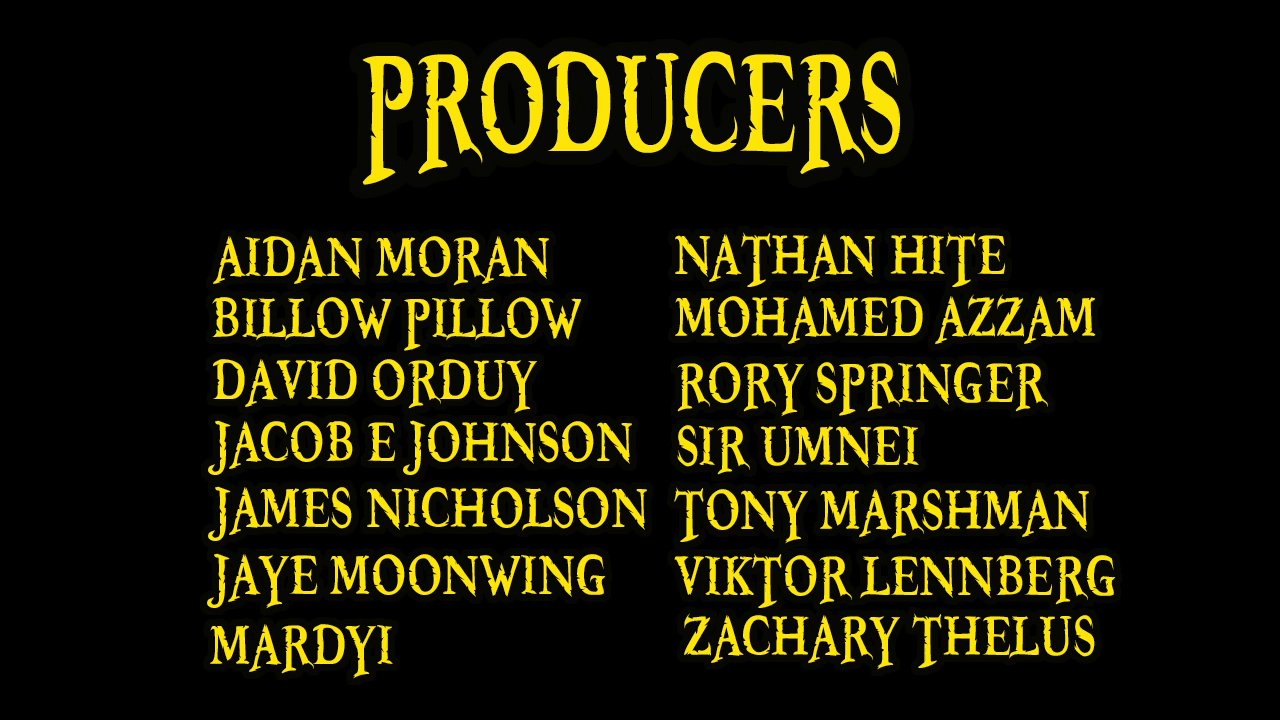 PRODUCERS
AIDAN MORAN
BILLOW PILLOW
DAVID ORDUY
JACOB E JOHNSON
JAMES NICHOLSON
JAYE MOONWING
MARDYI
NATHAN HITE
MOHAMED AZZAM
RORY SPRINGER
SIR UMNEI
TONY MARSHMAN
VIKTOR LENNBERG
ZACHARY THELUS